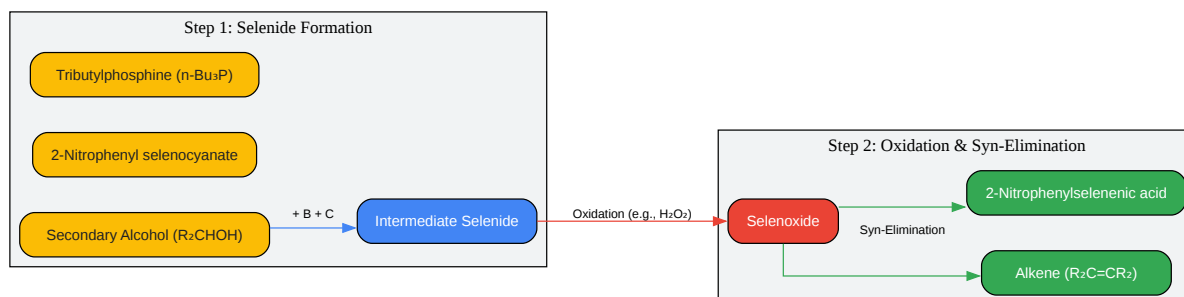 Step 1: Selenide Formation
Tributylphosphine (n-Bu₃P)
2-Nitrophenyl selenocyanate
Secondary Alcohol (R₂CHOH)
+ B + C
Intermediate Selenide
Oxidation (e.g., H₂O₂)
Step 2: Oxidation & Syn-Elimination
Selenoxide
Syn-Elimination
2-Nitrophenylselenenic acid
Alkene (R₂C=CR₂)